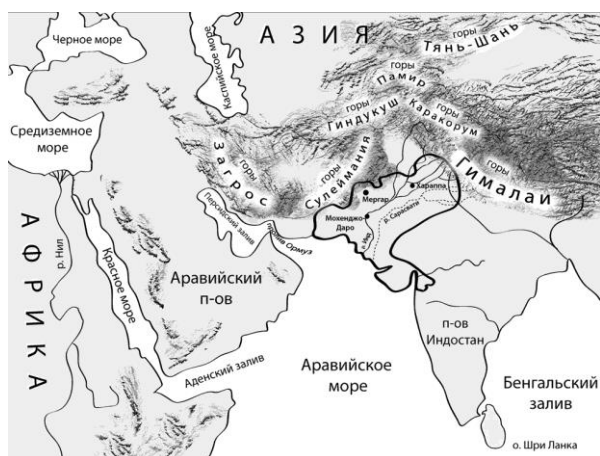 Черное море
Каспийское море
А З И Я
горы
Тянь-Шань
горы
Памир
горы
Гиндукуш
горы
Каракорум
Средиземное
море
горы
Загрос
горы
Сулеймания
горы
Гималаи
Мергар
Хараппа
Мохенджо-
Даро
р. Инд
р. Сарасвати
Персидский
залив
пролив Ормуз
А Ф Р И К А
р. Нил
Красное море
Аравийский
п-ов
п-ов
Индостан
Аденский залив
Аравийское
море
Бенгальский
залив
о. Шри Ланка